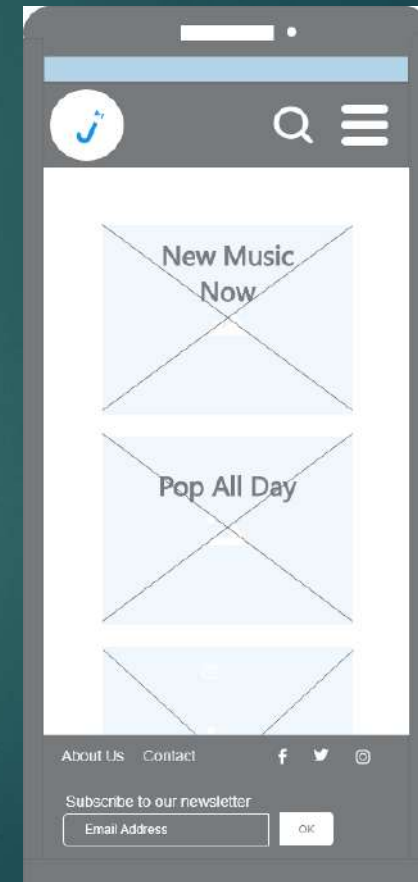 J
New Music
Now
Pop All Day
About Us Contact
Subscribe to our newsletter
Email Address OK